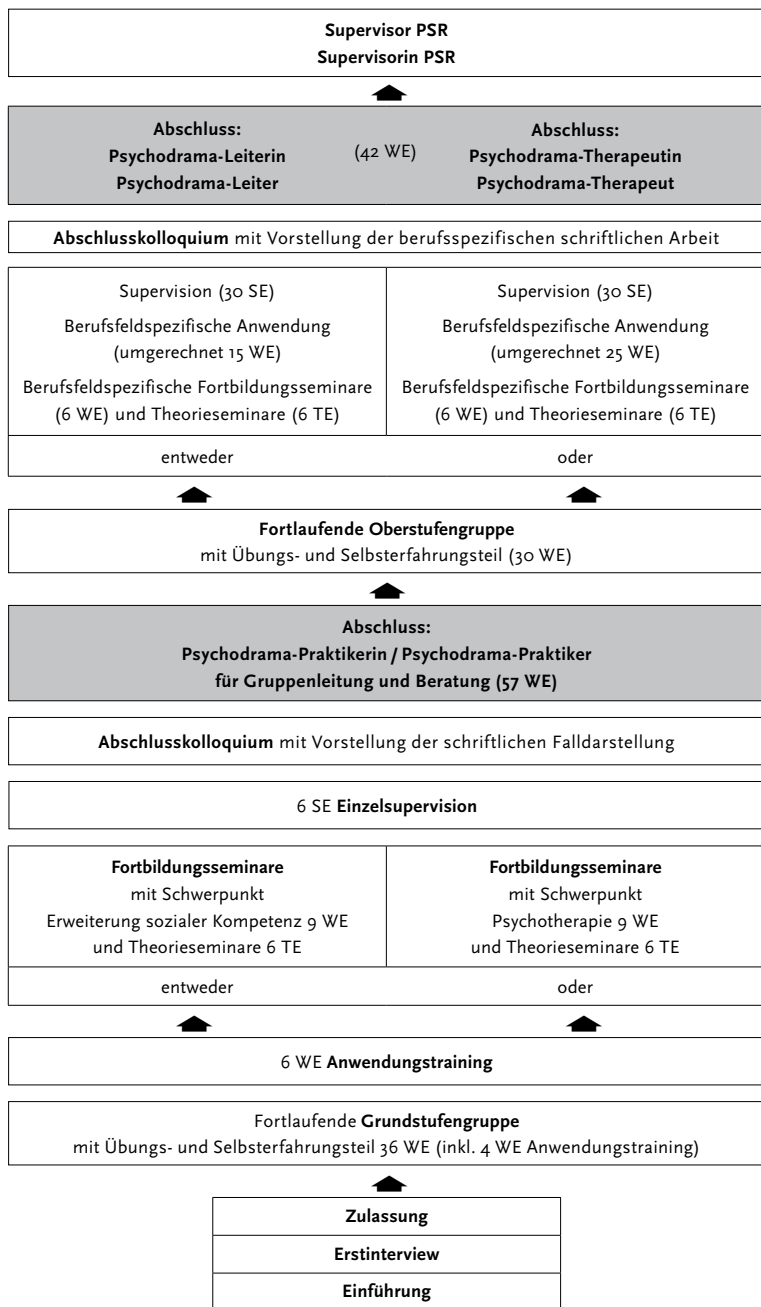 Supervisor PSR
Supervisorin PSR
Abschluss:
Psychodrama-Leiterin
Psychodrama-Leiter
(42 WE)
Abschluss:
Psychodrama-Therapeutin
Psychodrama-Therapeut
Abschlusskolloquium mit Vorstellung der berufsspezifischen schriftlichen Arbeit
Supervision (30 SE)
Berufsfeldspezifische Anwendung
(umgerechnet 15 WE)
Berufsfeldspezifische Fortbildungsseminare
(6 WE) und Theorieseminare (6 TE)
entweder
Supervision (30 SE)
Berufsfeldspezifische Anwendung
(umgerechnet 25 WE)
Berufsfeldspezifische Fortbildungsseminare
(6 WE) und Theorieseminare (6 TE)
oder
Fortlaufende Oberstufengruppe
mit Übungs- und Selbsterfahrungsteil (30 WE)
Abschluss:
Psychodrama-Praktikerin / Psychodrama-Praktiker
für Gruppenleitung und Beratung (57 WE)
Abschlusskolloquium mit Vorstellung der schriftlichen Falldarstellung
6 SE Einzelsupervision
Fortbildungsseminare
mit Schwerpunkt
Erweiterung sozialer Kompetenz 9 WE
und Theorieseminare 6 TE
entweder
Fortbildungsseminare
mit Schwerpunkt
Psychotherapie 9 WE
und Theorieseminare 6 TE
oder
6 WE Anwendungstraining
Fortlaufende Grundstufengruppe
mit Übungs- und Selbsterfahrungsteil 36 WE (inkl. 4 WE Anwendungstraining)
Zulassung
Erstinterview
Einführung